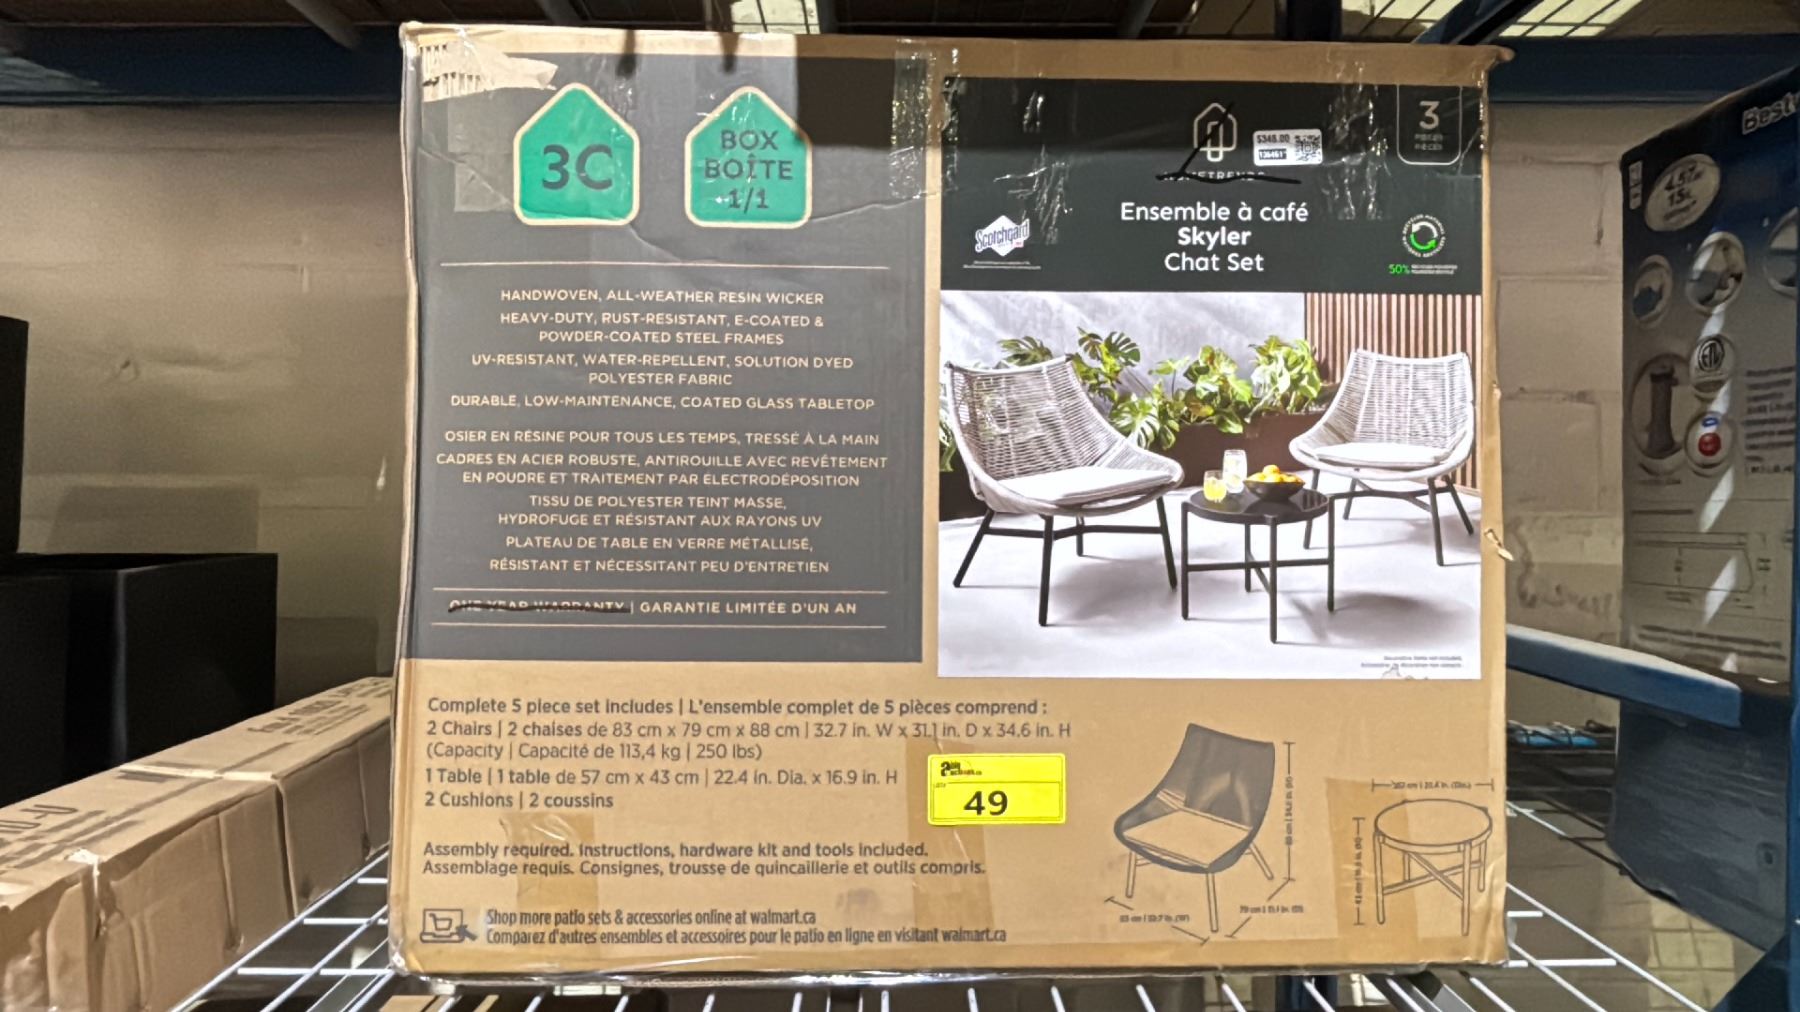 3C
BOX
BOÎTE
1/1
HANDWOVEN, ALL-WEATHER RESIN WICKER
HEAVY-DUTY, RUST-RESISTANT, E-COATED &
POWDER-COATED STEEL FRAMES
UV-RESISTANT, WATER-REPELLENT, SOLUTION DYED
POLYESTER FABRIC
DURABLE, LOW-MAINTENANCE, COATED GLASS TABLETOP
OSIER EN RÉSINE POUR TOUS LES TEMPS, TRESSÉ À LA MAIN
CADRES EN ACIER ROBUSTE, ANTIROUILLE AVEC REVÊTEMENT
EN POUDRE ET TRAITEMENT PAR ÉLECTRODÉPOSITION
TISSU DE POLYESTER TEINT MASSE,
HYDROFUGE ET RÉSISTANT AUX RAYONS UV
PLATEAU DE TABLE EN VERRE MÉTALLISÉ,
RÉSISTANT ET NÉCESSITANT PEU D'ENTRETIEN
ONE YEAR WARRANTY | GARANTIE LIMITÉE D'UN AN
3
$348.00
Scotchgard
Ensemble à café
Skyler
Chat Set
50%
Complete 5 piece set includes | L'ensemble complet de 5 pièces comprend :
2 Chairs | 2 chaises de 83 cm x 79 cm x 88 cm | 32.7 in. W x 31.1 in. D x 34.6 in. H
(Capacity | Capacité de 113,4 kg | 250 lbs)
1 Table | 1 table de 57 cm x 43 cm | 22.4 in. Dia. x 16.9 in. H
2 Cushions | 2 coussins
49
Assembly required. Instructions, hardware kit and tools included.
Assemblage requis. Consignes, trousse de quincaillerie et outils compris.
Shop more patio sets & accessories online at walmart.ca
Comparez d'autres ensembles et accessoires pour le patio en ligne en visitant walmart.ca
Best